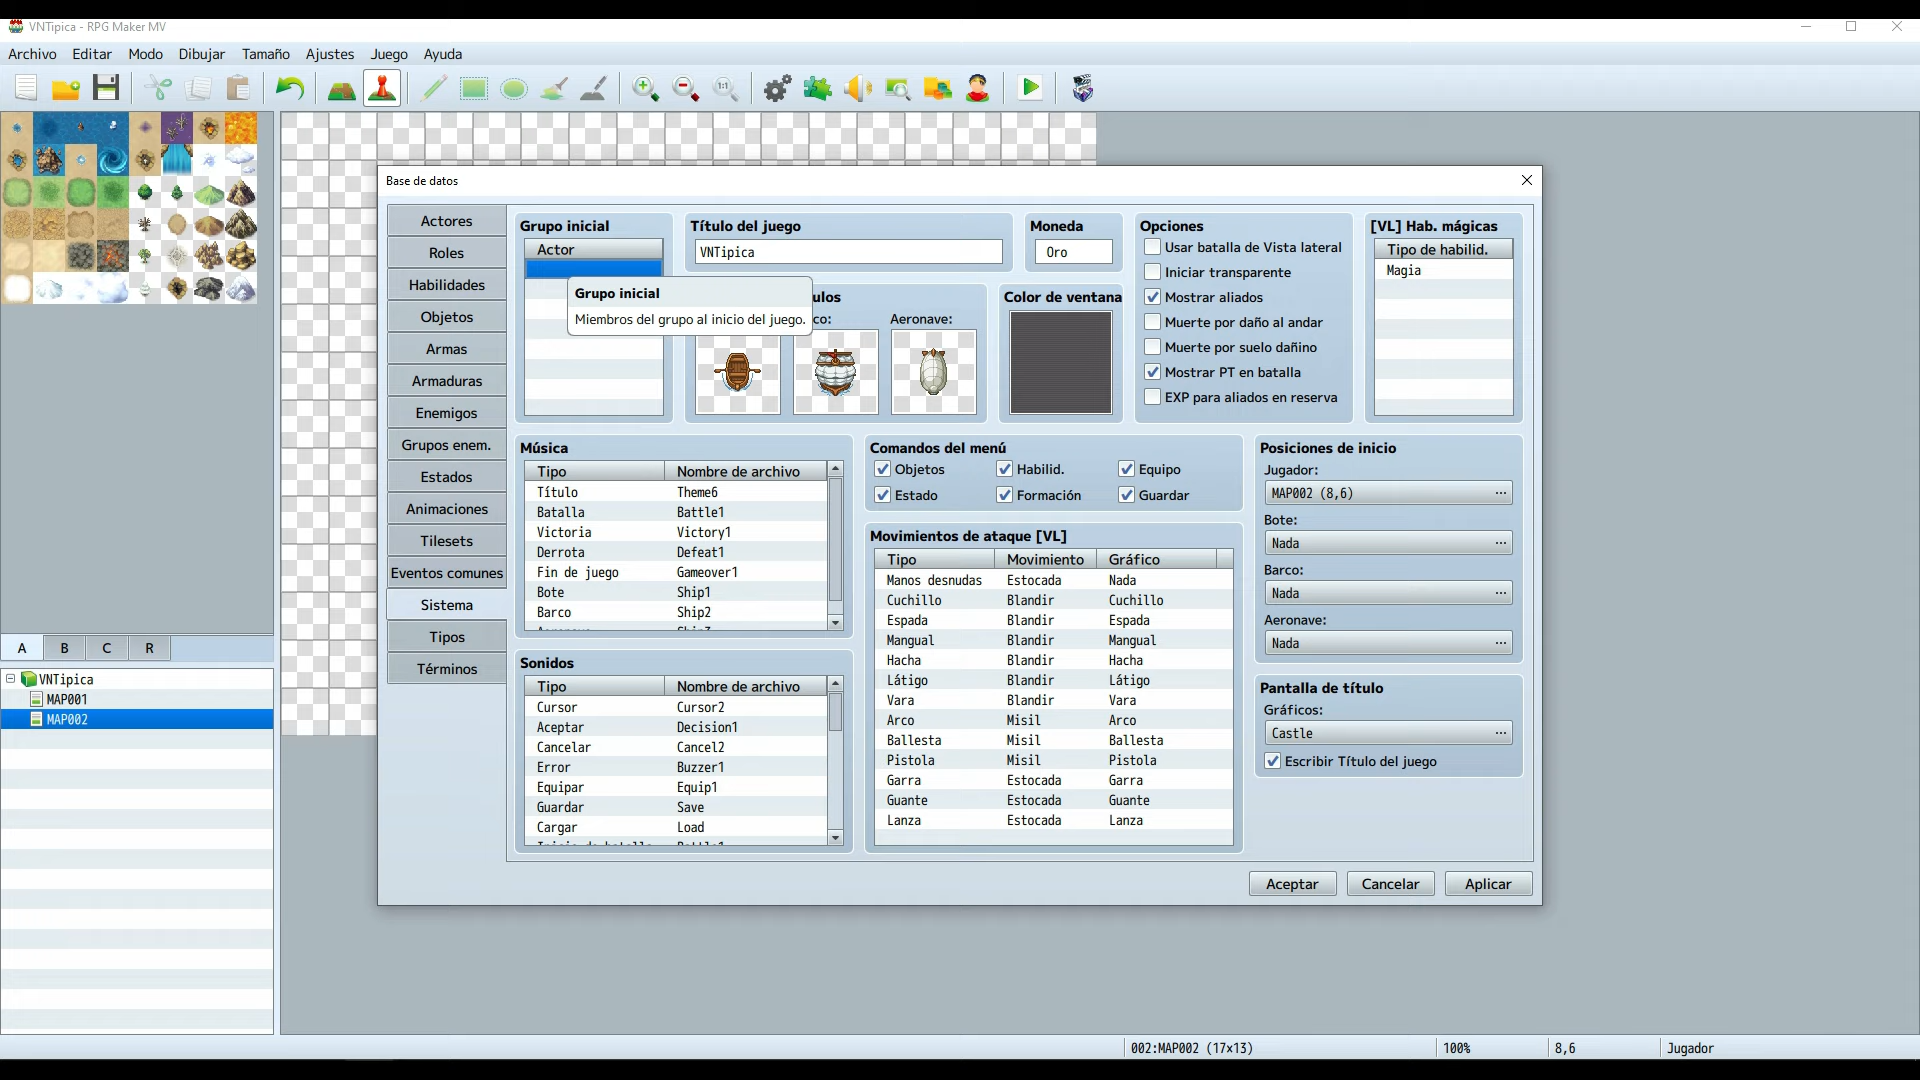 VNTipica - RPG Maker MV
Archivo Editar Modo Dibujar Tamaño Ajustes Juego Ayuda
1:1
Base de datos
Actores
Roles
Habilidades
Objetos
Armas
Armaduras
Enemigos
Grupos enem.
Estados
Animaciones
Tilesets
Eventos comunes
Sistema
Tipos
Términos
Grupo inicial
Actor
Grupo inicial
Miembros del grupo al inicio del juego.
Título del juego
VNTipica
Moneda
Oro
ulos
co: Aeronave:
Color de ventana
Opciones
Usar batalla de Vista lateral
Iniciar transparente
Mostrar aliados
Muerte por daño al andar
Muerte por suelo dañino
Mostrar PT en batalla
EXP para aliados en reserva
[VL] Hab. mágicas
Tipo de habilid.
Magia
Música
Tipo Nombre de archivo
Título Theme6
Batalla Battle1
Victoria Victory1
Derrota Defeat1
Fin de juego Gameover1
Bote Ship1
Barco Ship2
Sonidos
Tipo Nombre de archivo
Cursor Cursor2
Aceptar Decision1
Cancelar Cancel2
Error Buzzer1
Equipar Equip1
Guardar Save
Cargar Load
Comandos del menú
Objetos Habilid. Equipo
Estado Formación Guardar
Movimientos de ataque [VL]
Tipo Movimiento Gráfico
Manos desnudas Estocada Nada
Cuchillo Blandir Cuchillo
Espada Blandir Espada
Mangual Blandir Mangual
Hacha Blandir Hacha
Látigo Blandir Látigo
Vara Blandir Vara
Arco Misil Arco
Ballesta Misil Ballesta
Pistola Misil Pistola
Garra Estocada Garra
Guante Estocada Guante
Lanza Estocada Lanza
Posiciones de inicio
Jugador:
MAP002 (8,6) ...
Bote:
Nada ...
Barco:
Nada ...
Aeronave:
Nada ...
Pantalla de título
Gráficos:
Castle ...
Escribir Título del juego
Aceptar Cancelar Aplicar
A B C R
VNTipica
MAP001
MAP002
002:MAP002 (17×13) 100% 8,6 Jugador